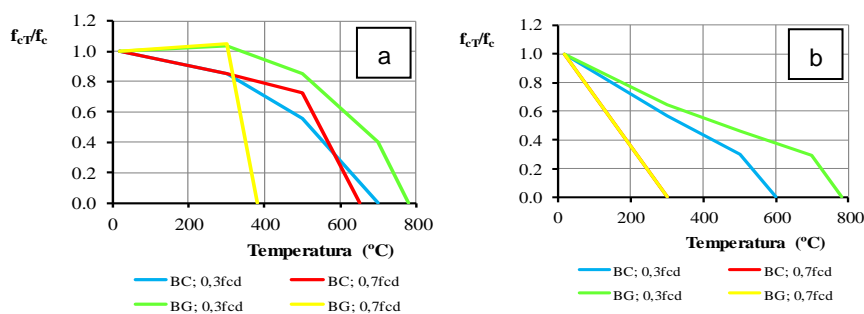 f_cT/f_c
a
1.2
1.0
0.8
0.6
0.4
0.2
0.0
0 200 400 600 800
Temperatura (ºC)
BC; 0,3fcd BC; 0,7fcd
BG; 0,3fcd BG; 0,7fcd
f_cT/f_c
b
1.2
1.0
0.8
0.6
0.4
0.2
0.0
0 200 400 600 800
Temperatura (ºC)
BC; 0,3fcd BC; 0,7fcd
BG; 0,3fcd BG; 0,7fcd